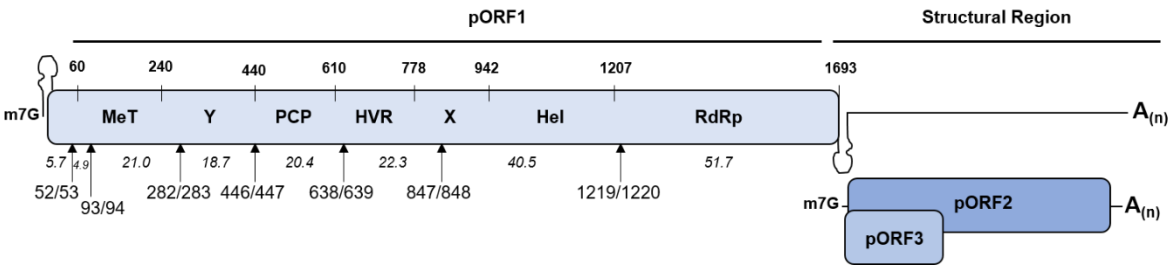 pORF1 Structural Region
60 240 440 610 778 942 1207 1693
m7G MeT Y PCP HVR X Hel RdRp A(n)
5.7 4.9 21.0 18.7 20.4 22.3 40.5 51.7
52/53 93/94 282/283 446/447 638/639 847/848 1219/1220
m7G pORF2 A(n)
pORF3